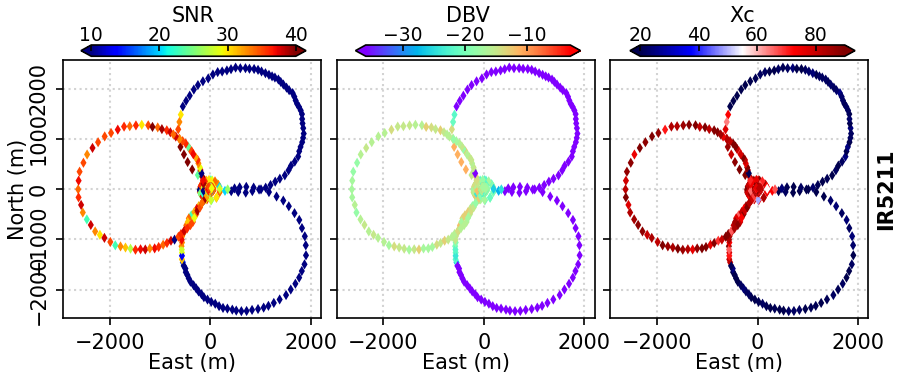 SNR
DBV
Xc
10 20 30 40
−30 −20 −10
20 40 60 80
North (m)
2000
1000
0
−1000
−2000
−2000 0 2000
−2000 0 2000
−2000 0 2000
East (m)
East (m)
East (m)
IR5211